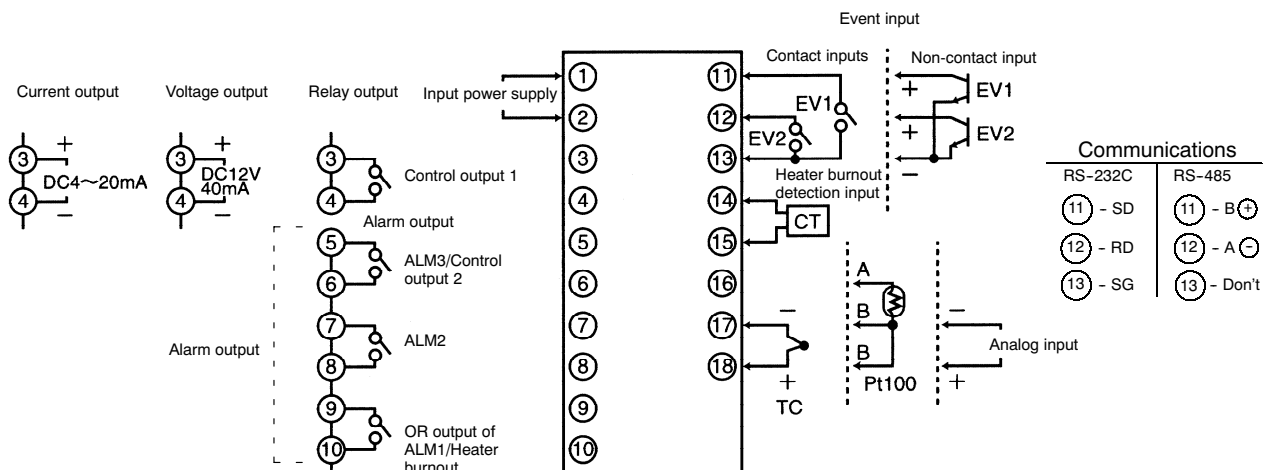 Event input
Contact inputs
Non-contact input
Current output
Voltage output
Relay output
Input power supply
1
2
3
4
5
6
7
8
9
10
11
12
13
14
15
16
17
18
EV1
EV2
+
EV1
+
EV2
−
3
+
DC4~20mA
4
−
3
+
DC12V
40mA
4
−
3
4
Control output 1
Alarm output
5
6
ALM3/Control
output 2
Alarm output
7
8
ALM2
9
10
OR output of
ALM1/Heater
burnout
Heater burnout
detection input
CT
−
+
TC
A
B
B
Pt100
−
+
Analog input
Communications
RS-232C RS-485
11 - SD 11 - B +
12 - RD 12 - A −
13 - SG 13 - Don't